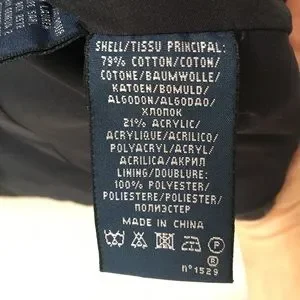 SHELL/TISSU PRINCIPAL:
79% COTTON/COTON/
COTONE/BAUMWOLLE/
KATOEN/BOMULD/
ALGODON/ALGODAO/
ХЛОПОК
21% ACRYLIC/
ACRYLIQUE/ACRILICO/
POLYACRYL/ACRYL/
ACRILICA/АКРИЛ
LINING/DOUBLURE:
100% POLYESTER/
POLIESTERE/POLIESTER/
ПОЛИЭСТЕР
MADE IN CHINA
P
R
n°1529